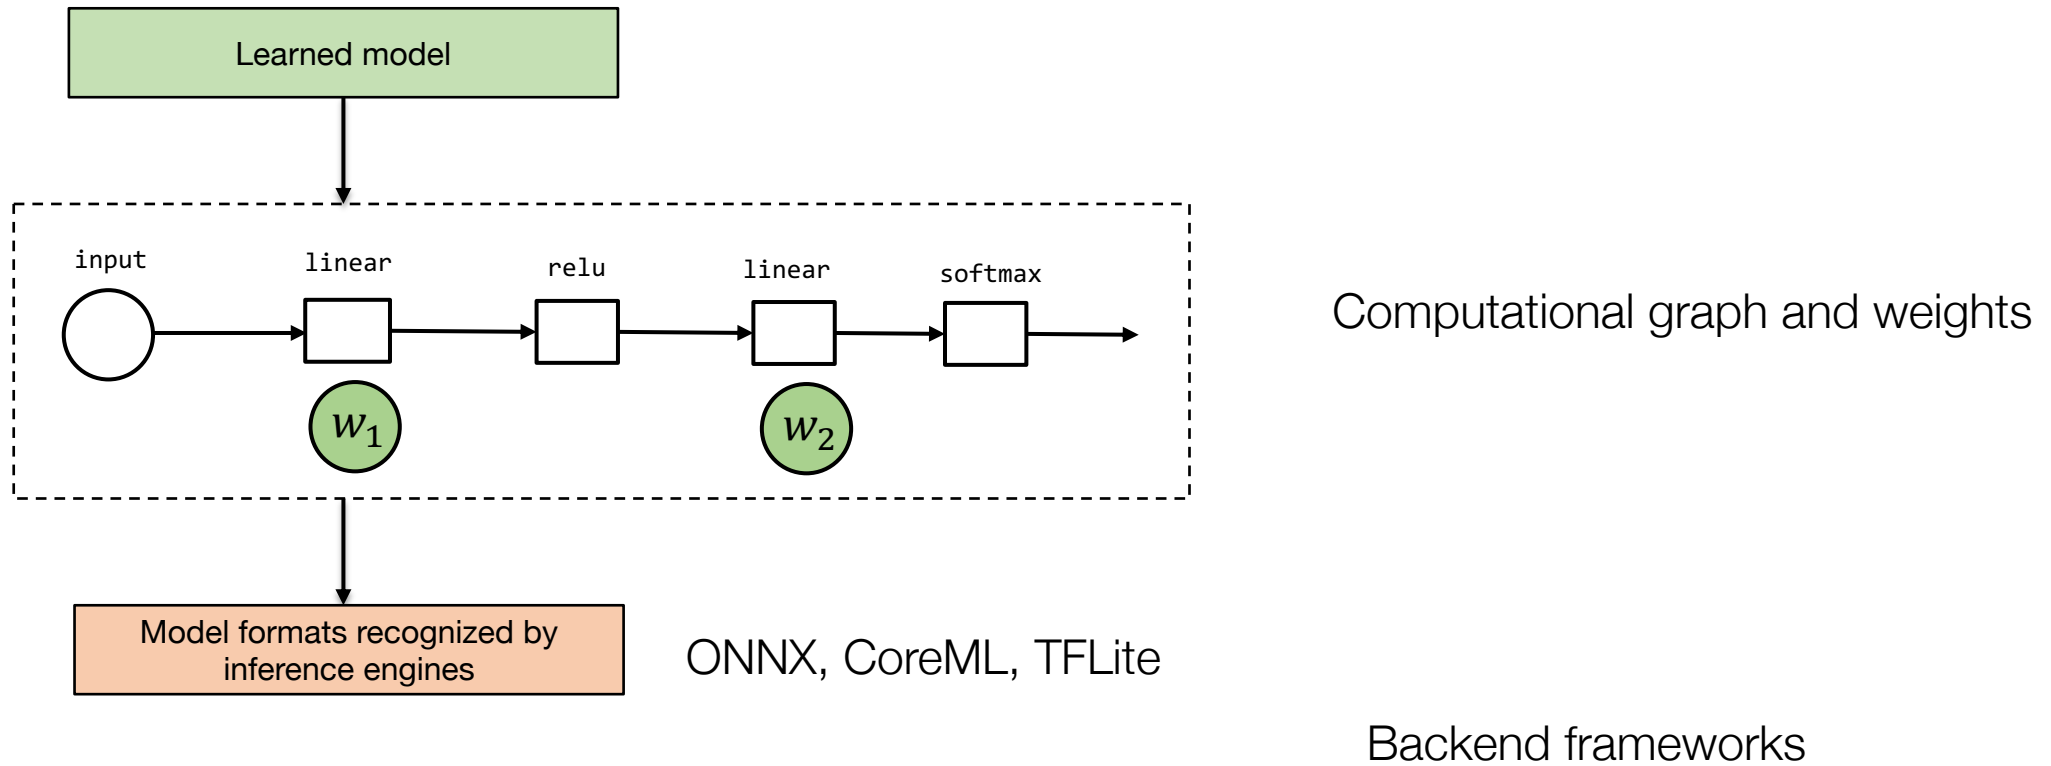 Learned model
input
linear
relu
linear
softmax
w₁
w₂
Computational graph and weights
Model formats recognized by
inference engines
ONNX, CoreML, TFLite
Backend frameworks